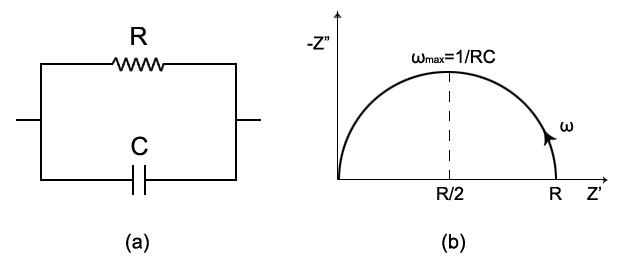 R
C
(a)
-Z"
ωmax=1/RC
ω
R/2
R
Z'
(b)